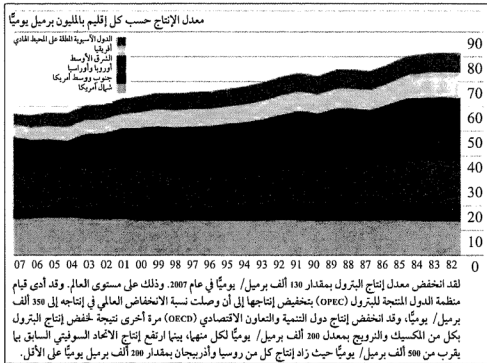 معدل الإنتاج حسب كل إقليم بالمليون برميل يوميًّا
الدول الآسيوية المطلة على المحيط الهادي
أفريقيا
الشرق الأوسط
أوروبا وأوراسيا
جنوب ووسط أمريكا
شمال أمريكا
90
80
70
60
50
40
30
20
10
0
07 06 05 04 03 02 01 00 99 98 97 96 95 94 93 92 91 90 89 88 87 86 85 84 83 82
لقد انخفض معدل إنتاج البترول بمقدار 130 ألف برميل/ يوميًّا في عام 2007. وذلك على مستوى العالم. وقد أدى قيام
منظمة الدول المنتجة للبترول (OPEC) بتخفيض إنتاجها إلى أن وصلت نسبة الانخفاض العالمي في إنتاجه إلى 350 ألف
برميل/ يوميًّا، وقد انخفض إنتاج دول التنمية والتعاون الاقتصادي (OECD) مرة أخرى نتيجة لخفض إنتاج البترول
بكل من المكسيك والنرويج بمعدل 200 ألف برميل/ يوميًّا لكل منهما، بينما ارتفع إنتاج الاتحاد السوفيتي السابق بما
يقرب من 500 ألف برميل/ يوميًّا حيث زاد إنتاج كل من روسيا وأذربيجان بمقدار 200 ألف برميل يوميًّا على الأقل.